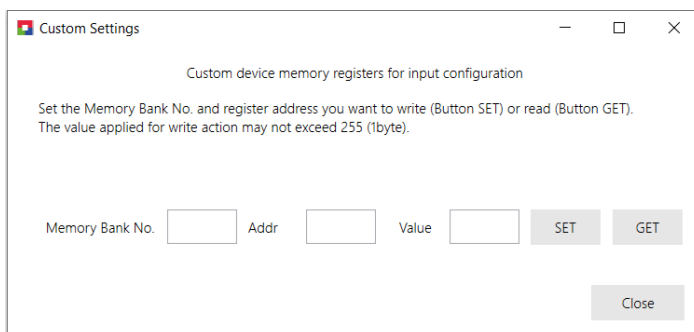 Custom Settings
Custom device memory registers for input configuration
Set the Memory Bank No. and register address you want to write (Button SET) or read (Button GET).
The value applied for write action may not exceed 255 (1byte).
Memory Bank No. Addr Value SET GET
Close